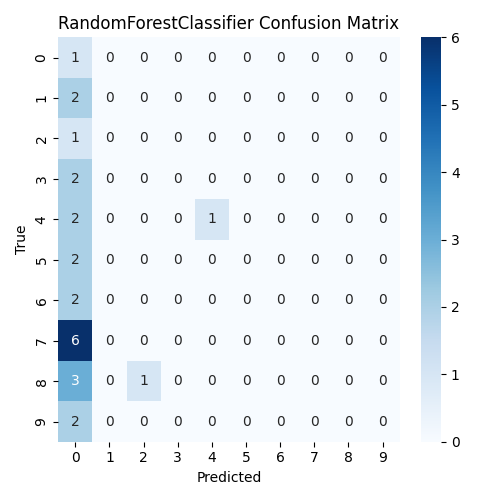 RandomForestClassifier Confusion Matrix
0 1 0 0 0 0 0 0 0 0 0
1 2 0 0 0 0 0 0 0 0 0
2 1 0 0 0 0 0 0 0 0 0
3 2 0 0 0 0 0 0 0 0 0
4 2 0 0 0 1 0 0 0 0 0
5 2 0 0 0 0 0 0 0 0 0
6 2 0 0 0 0 0 0 0 0 0
7 6 0 0 0 0 0 0 0 0 0
8 3 0 1 0 0 0 0 0 0 0
9 2 0 0 0 0 0 0 0 0 0
0 1 2 3 4 5 6 7 8 9
Predicted
True
6
5
4
3
2
1
0